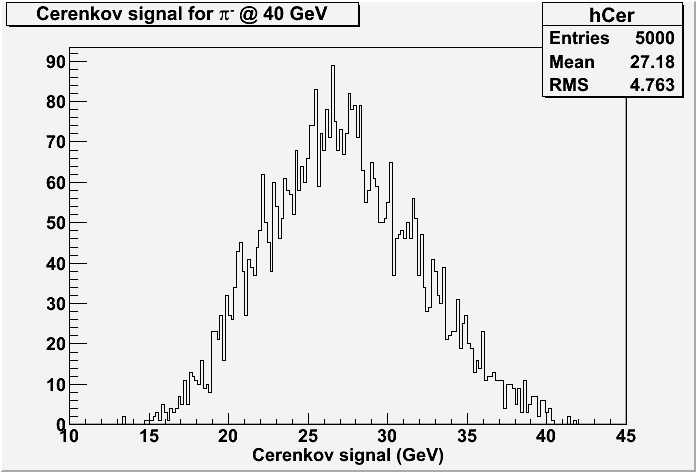 Cerenkov signal for π⁻ @ 40 GeV
hCer
Entries 5000
Mean 27.18
RMS 4.763
90
80
70
60
50
40
30
20
10
0
10 15 20 25 30 35 40 45
Cerenkov signal (GeV)